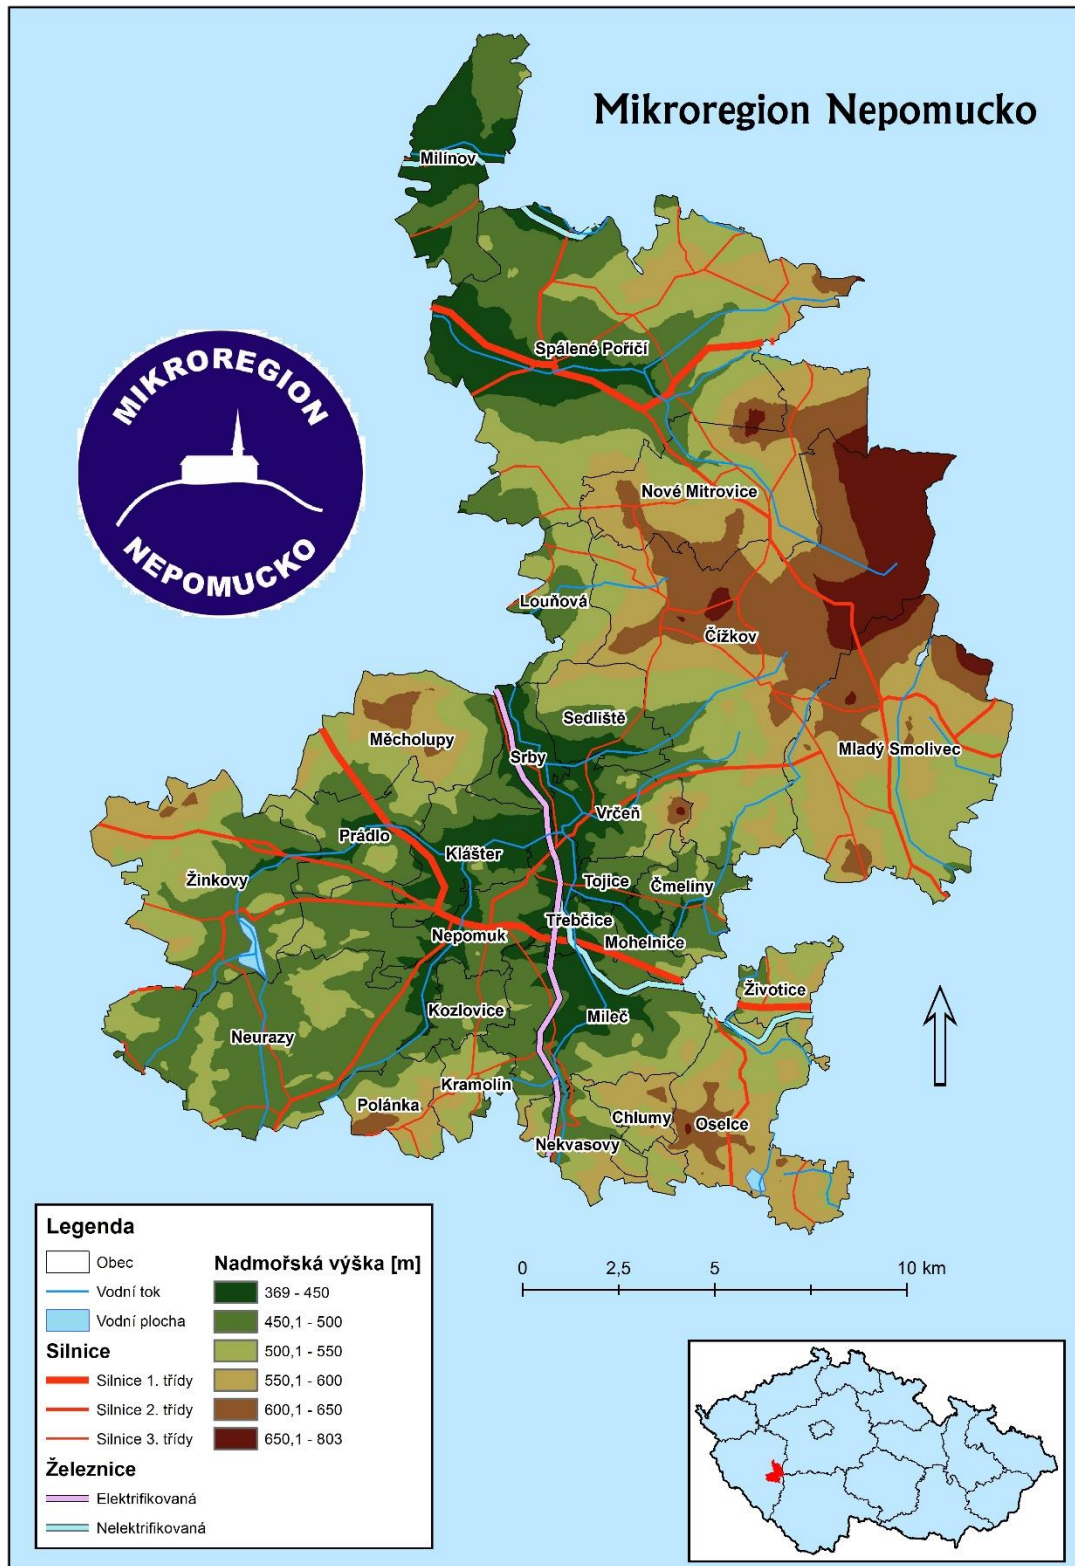 Mikroregion Nepomucko
MIKROREGION
NEPOMUCKO
Milínov
Spálené Poříčí
Nové Mitrovice
Louňová
Čížkov
Sedliště
Měcholupy
Srby
Mladý Smolivec
Vrčeň
Prádlo
Klášter
Žinkovy
Tojice
Čmelíny
Třebčice
Nepomuk
Mohelnice
Životice
Kozlovice
Mileč
Neurazy
Kramolín
Polánka
Chlumy
Oselce
Nekvasovy
Legenda
Obec
Vodní tok
Vodní plocha
Silnice
Silnice 1. třídy
Silnice 2. třídy
Silnice 3. třídy
Železnice
Elektrifikovaná
Nelektrifikovaná
Nadmořská výška [m]
369 - 450
450,1 - 500
500,1 - 550
550,1 - 600
600,1 - 650
650,1 - 803
0 2,5 5 10 km